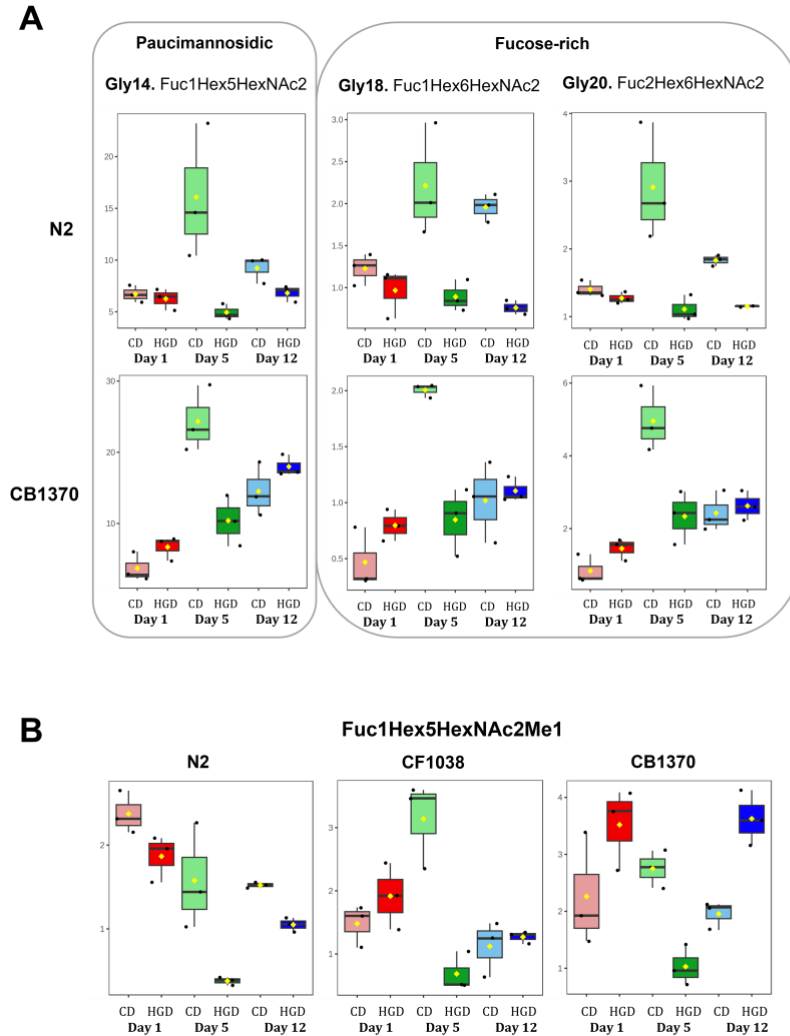 A
Paucimannosidic
Fucose-rich
Gly14. Fuc1Hex5HexNAc2
Gly18. Fuc1Hex6HexNAc2
Gly20. Fuc2Hex6HexNAc2
N2
20
15
10
5
3.0
2.5
2.0
1.5
1.0
4
3
2
1
CD HGD CD HGD CD HGD
Day 1 Day 5 Day 12
CD HGD CD HGD CD HGD
Day 1 Day 5 Day 12
CD HGD CD HGD CD HGD
Day 1 Day 5 Day 12
CB1370
30
20
10
2.0
1.5
1.0
0.5
6
4
2
CD HGD CD HGD CD HGD
Day 1 Day 5 Day 12
CD HGD CD HGD CD HGD
Day 1 Day 5 Day 12
CD HGD CD HGD CD HGD
Day 1 Day 5 Day 12
B
Fuc1Hex5HexNAc2Me1
N2
CF1038
CB1370
2
1
3
2
1
4
3
2
1
CD HGD CD HGD CD HGD
Day 1 Day 5 Day 12
CD HGD CD HGD CD HGD
Day 1 Day 5 Day 12
CD HGD CD HGD CD HGD
Day 1 Day 5 Day 12